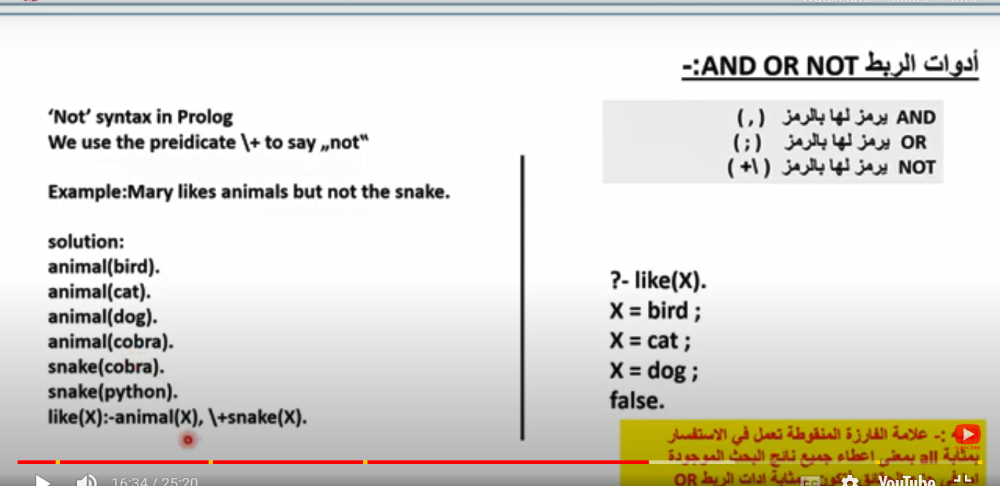 أدوات الربط AND OR NOT:-
AND يرمز لها بالرمز (,)
OR يرمز لها بالرمز (;)
NOT يرمز لها بالرمز (\+)
‘Not’ syntax in Prolog
We use the preidicate \+ to say „not‟
Example:Mary likes animals but not the snake.
solution:
animal(bird).
animal(cat).
animal(dog).
animal(cobra).
snake(cobra).
snake(python).
like(X):-animal(X), \+snake(X).
?- like(X).
X = bird ;
X = cat ;
X = dog ;
false.
:- علامة الفارزة المنقوطة تعمل في الاستفسار
بمثابة all بمعنى اعطاء جميع ناتج البحث الموجودة
بمثابة ادات الربط OR
SUBSCRIBE
16:34 / 25:20
YouTube